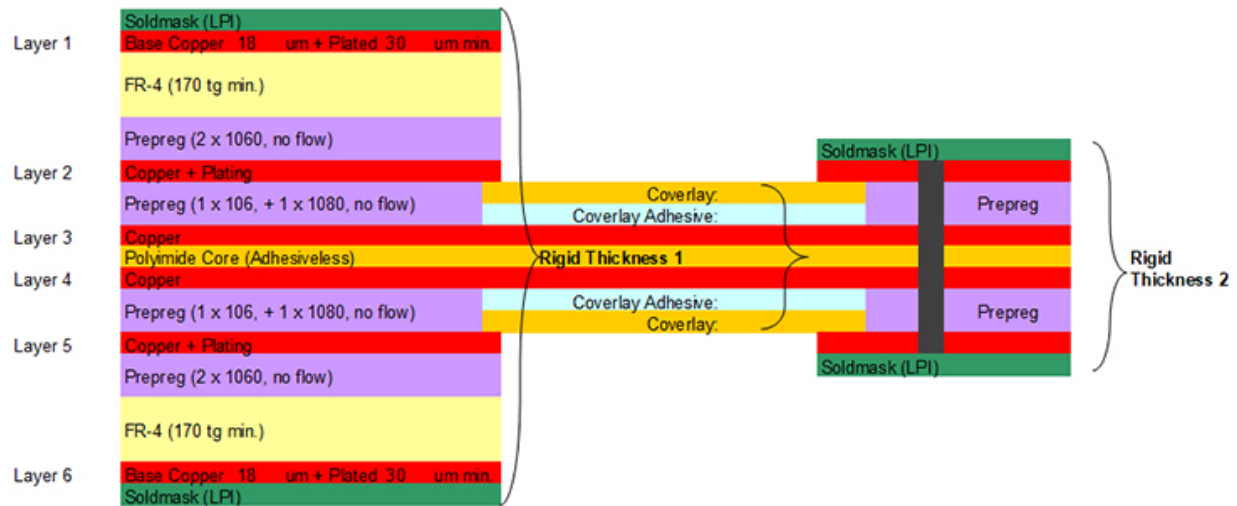 Soldmask (LPI)
Layer 1 Base Copper 18 um + Plated 30 um min.
FR-4 (170 tg min.)
Prepreg (2 x 1060, no flow)
Soldmask (LPI)
Layer 2 Copper + Plating
Coverlay:
Prepreg (1 x 106, + 1 x 1080, no flow) Prepreg
Coverlay Adhesive:
Layer 3 Copper
Polyimide Core (Adhesiveless) Rigid Thickness 1
Rigid
Thickness 2
Layer 4 Copper
Coverlay Adhesive:
Prepreg (1 x 106, + 1 x 1080, no flow) Prepreg
Coverlay:
Layer 5 Copper + Plating
Soldmask (LPI)
Prepreg (2 x 1060, no flow)
FR-4 (170 tg min.)
Layer 6 Base Copper 18 um + Plated 30 um min.
Soldmask (LPI)